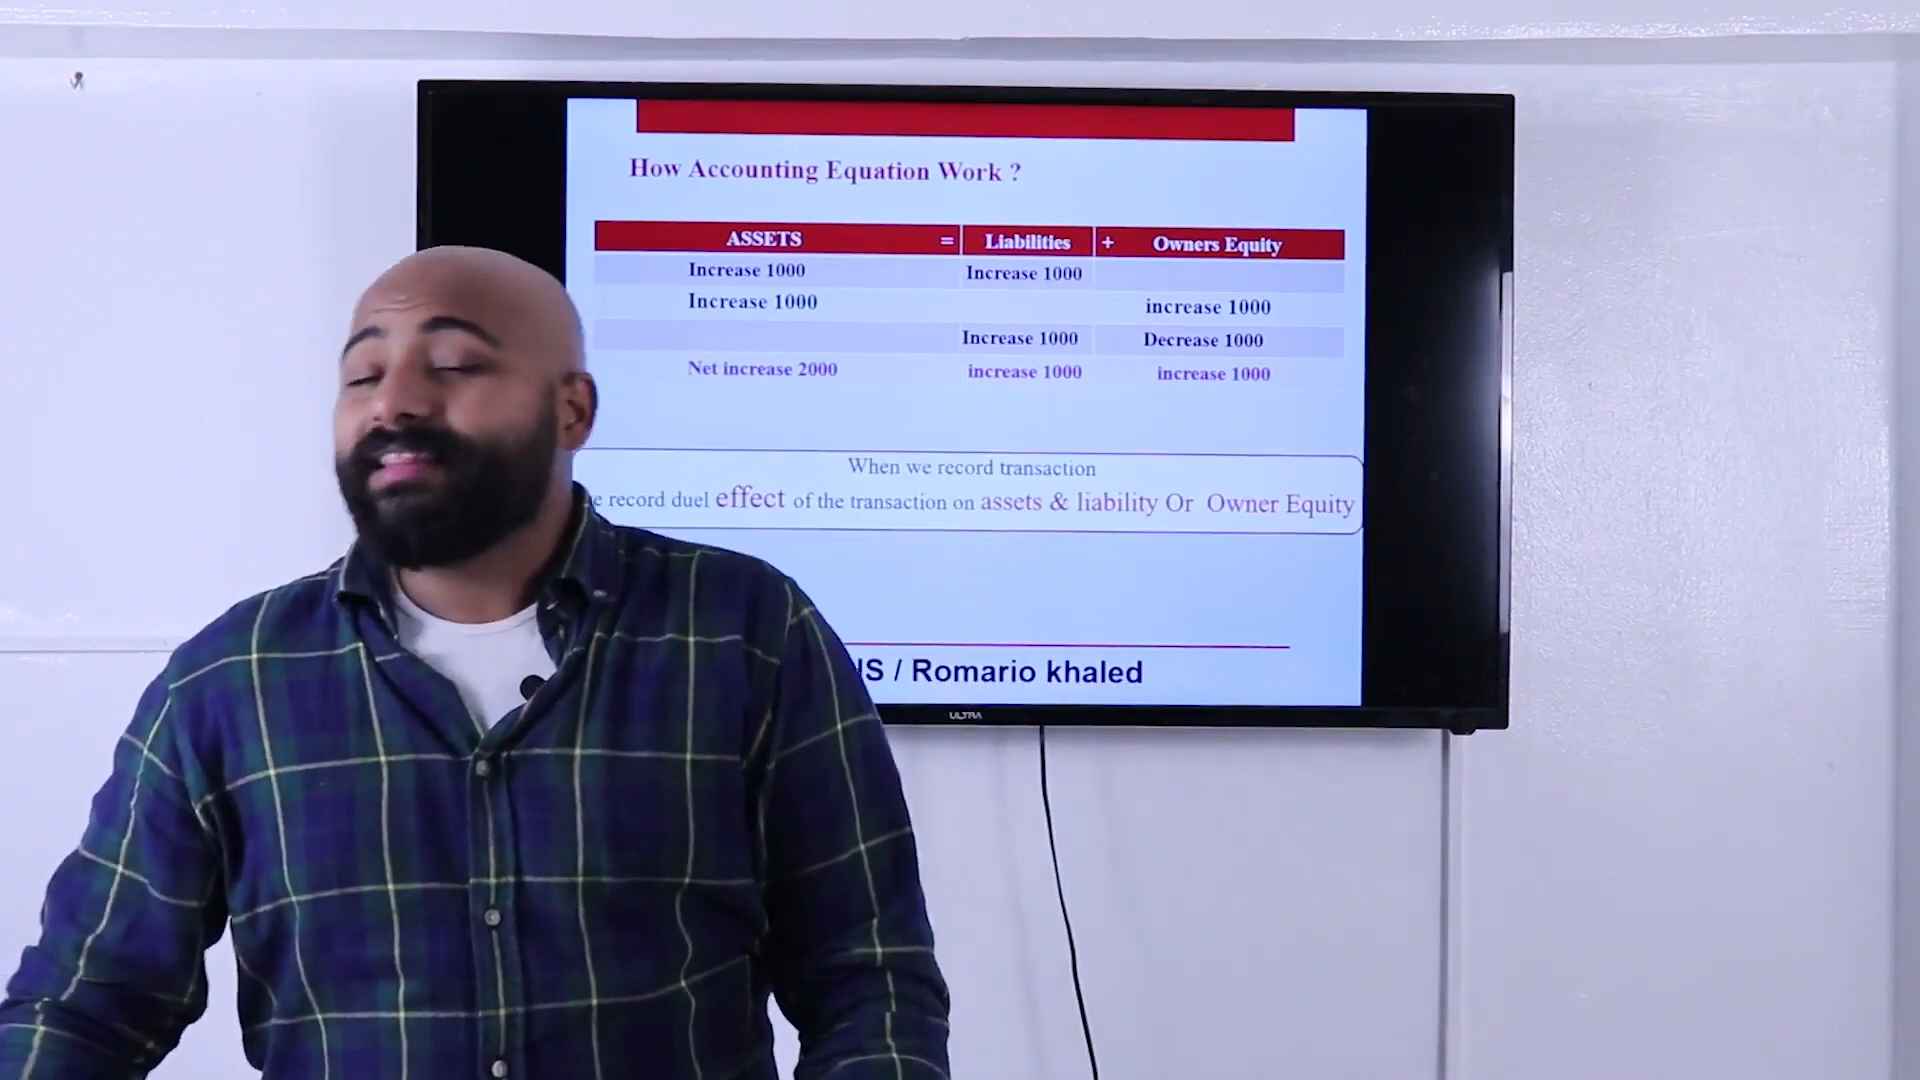 How Accounting Equation Work ?
ASSETS = Liabilities + Owners Equity
Increase 1000 Increase 1000
Increase 1000 increase 1000
Increase 1000 Decrease 1000
Net increase 2000 increase 1000 increase 1000
When we record transaction
record duel effect of the transaction on assets & liability Or Owner Equity
/ Romario khaled
ULTRA